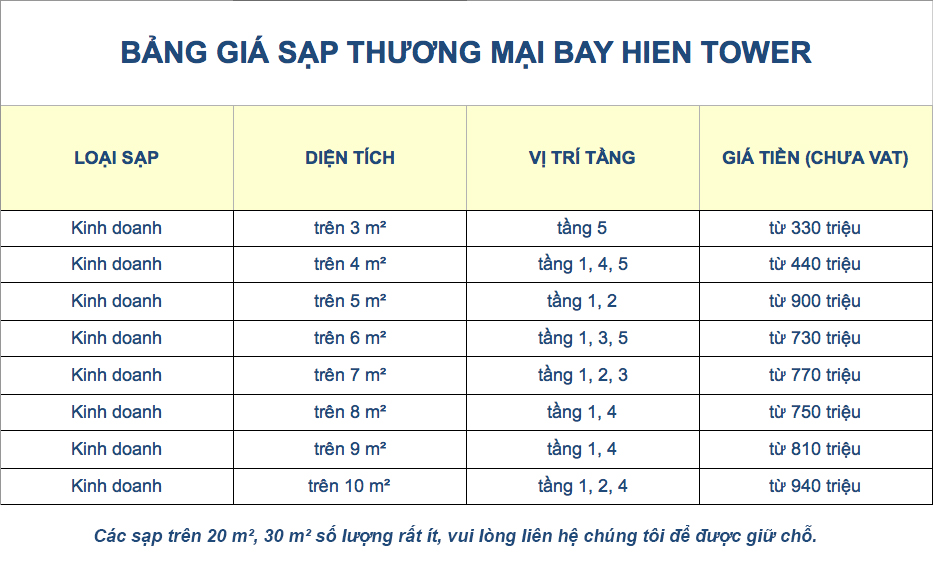 BẢNG GIÁ SẠP THƯƠNG MẠI BAY HIEN TOWER
LOẠI SẠP DIỆN TÍCH VỊ TRÍ TẦNG GIÁ TIỀN (CHƯA VAT)
Kinh doanh trên 3 m² tầng 5 từ 330 triệu
Kinh doanh trên 4 m² tầng 1, 4, 5 từ 440 triệu
Kinh doanh trên 5 m² tầng 1, 2 từ 900 triệu
Kinh doanh trên 6 m² tầng 1, 3, 5 từ 730 triệu
Kinh doanh trên 7 m² tầng 1, 2, 3 từ 770 triệu
Kinh doanh trên 8 m² tầng 1, 4 từ 750 triệu
Kinh doanh trên 9 m² tầng 1, 4 từ 810 triệu
Kinh doanh trên 10 m² tầng 1, 2, 4 từ 940 triệu
Các sạp trên 20 m², 30 m² số lượng rất ít, vui lòng liên hệ chúng tôi để được giữ chỗ.